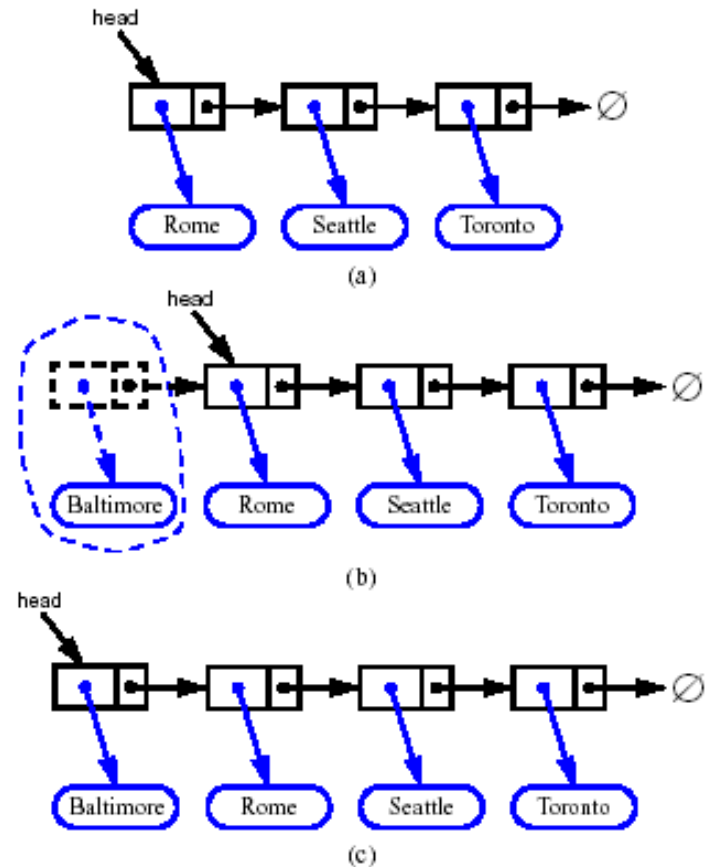 head
∅
Rome Seattle Toronto
(a)
head
∅
Baltimore Rome Seattle Toronto
(b)
head
∅
Baltimore Rome Seattle Toronto
(c)